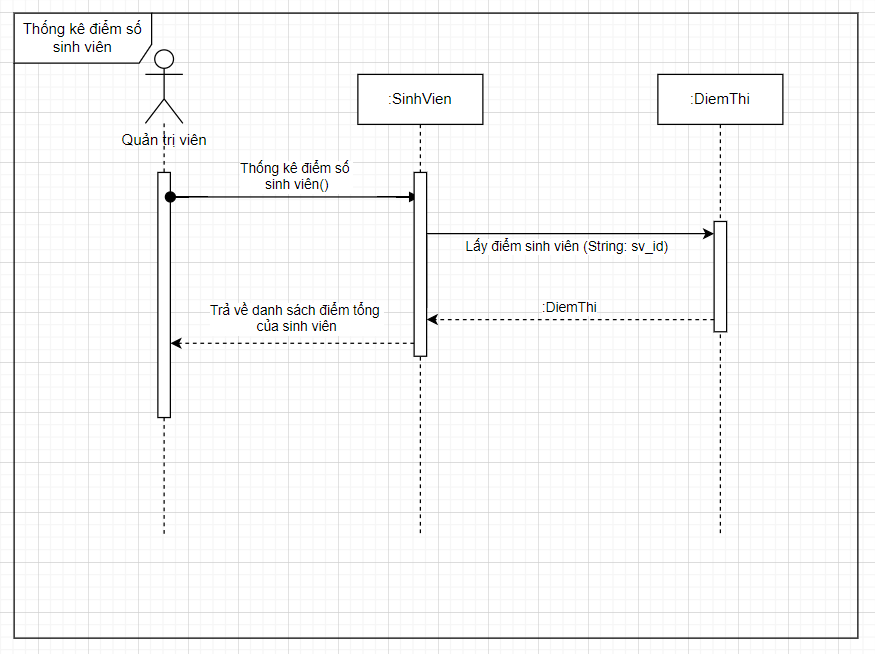 Thống kê điểm số
sinh viên
:SinhVien
:DiemThi
Quản trị viên
Thống kê điểm số
sinh viên()
Lấy điểm sinh viên (String: sv_id)
:DiemThi
Trả về danh sách điểm tổng
của sinh viên